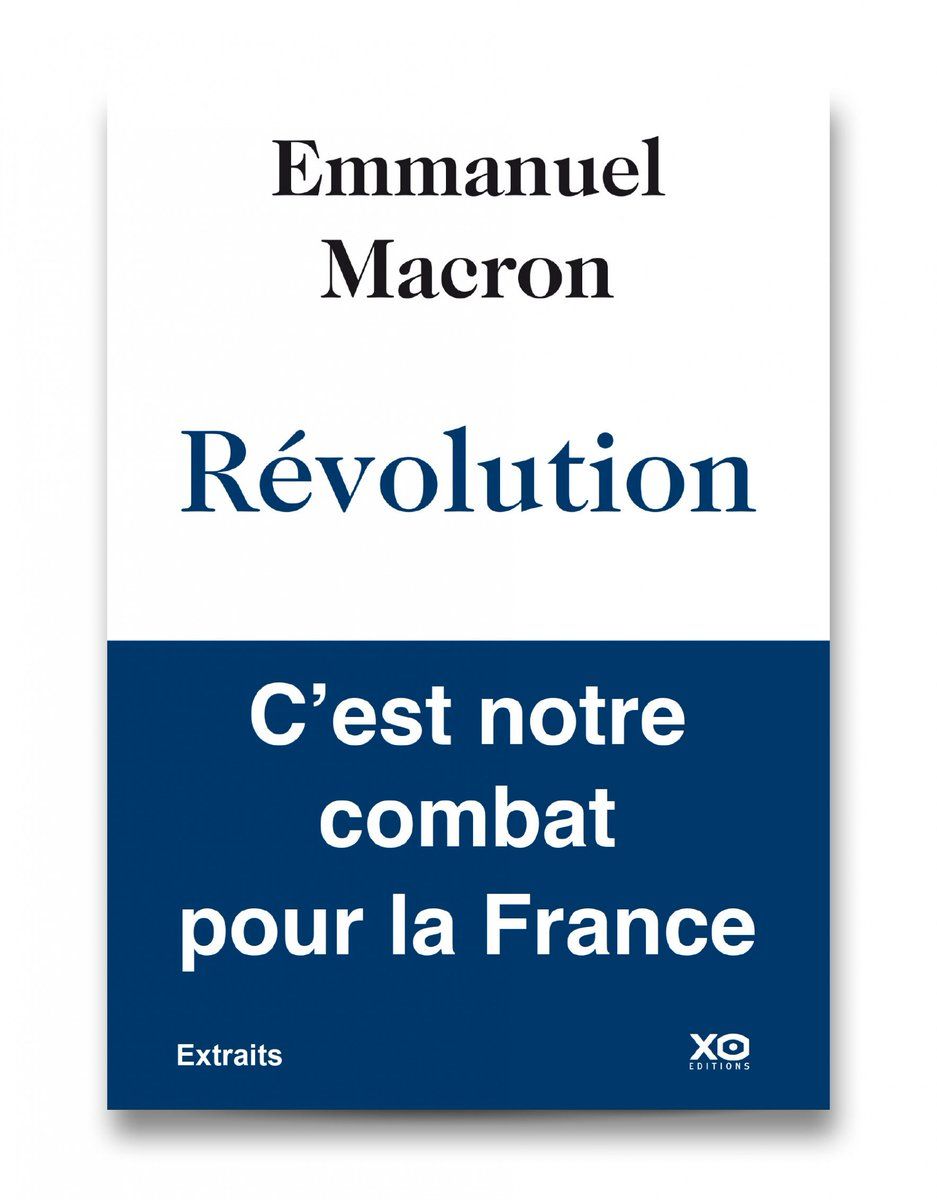 Emmanuel
Macron
Révolution
C’est notre
combat
pour la France
Extraits
XO
EDITIONS